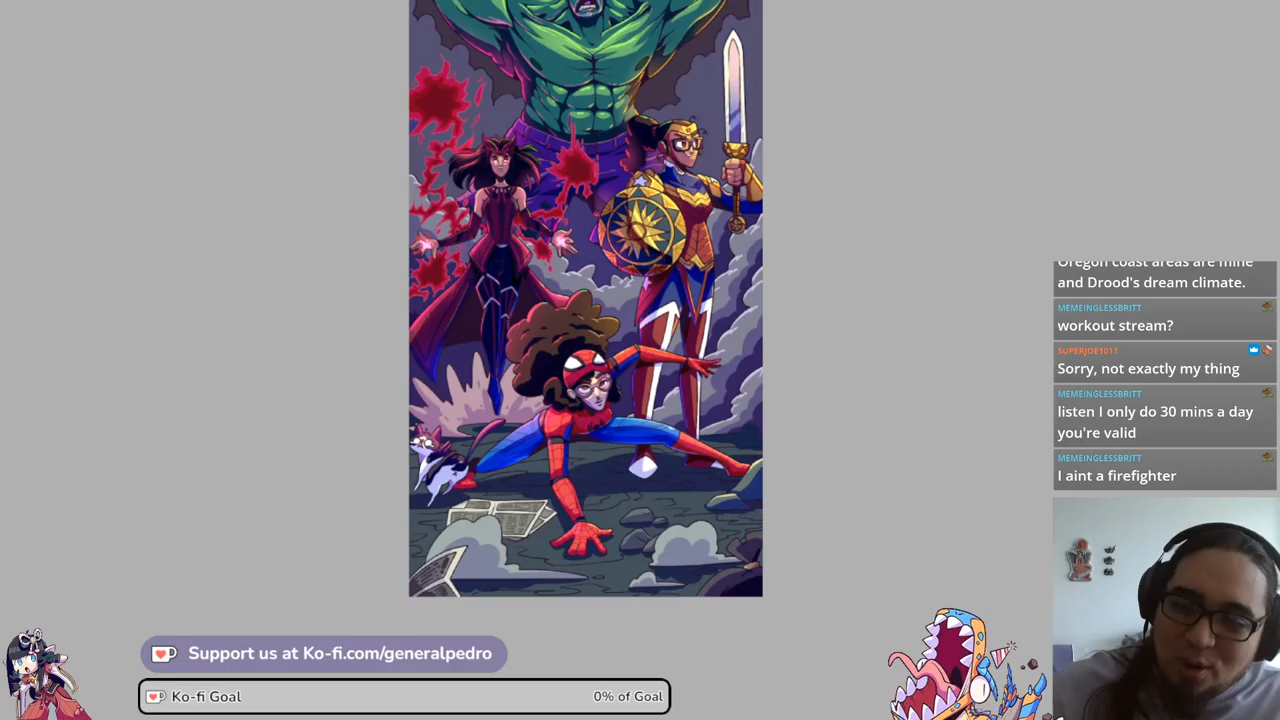 Oregon coast areas are mine
and Drood's dream climate.
MEMEINGLESSBRITT
workout stream?
SUPERJOE1011
Sorry, not exactly my thing
MEMEINGLESSBRITT
listen I only do 30 mins a day
you're valid
MEMEINGLESSBRITT
I aint a firefighter
Support us at Ko-fi.com/generalpedro
Ko-fi Goal
0% of Goal